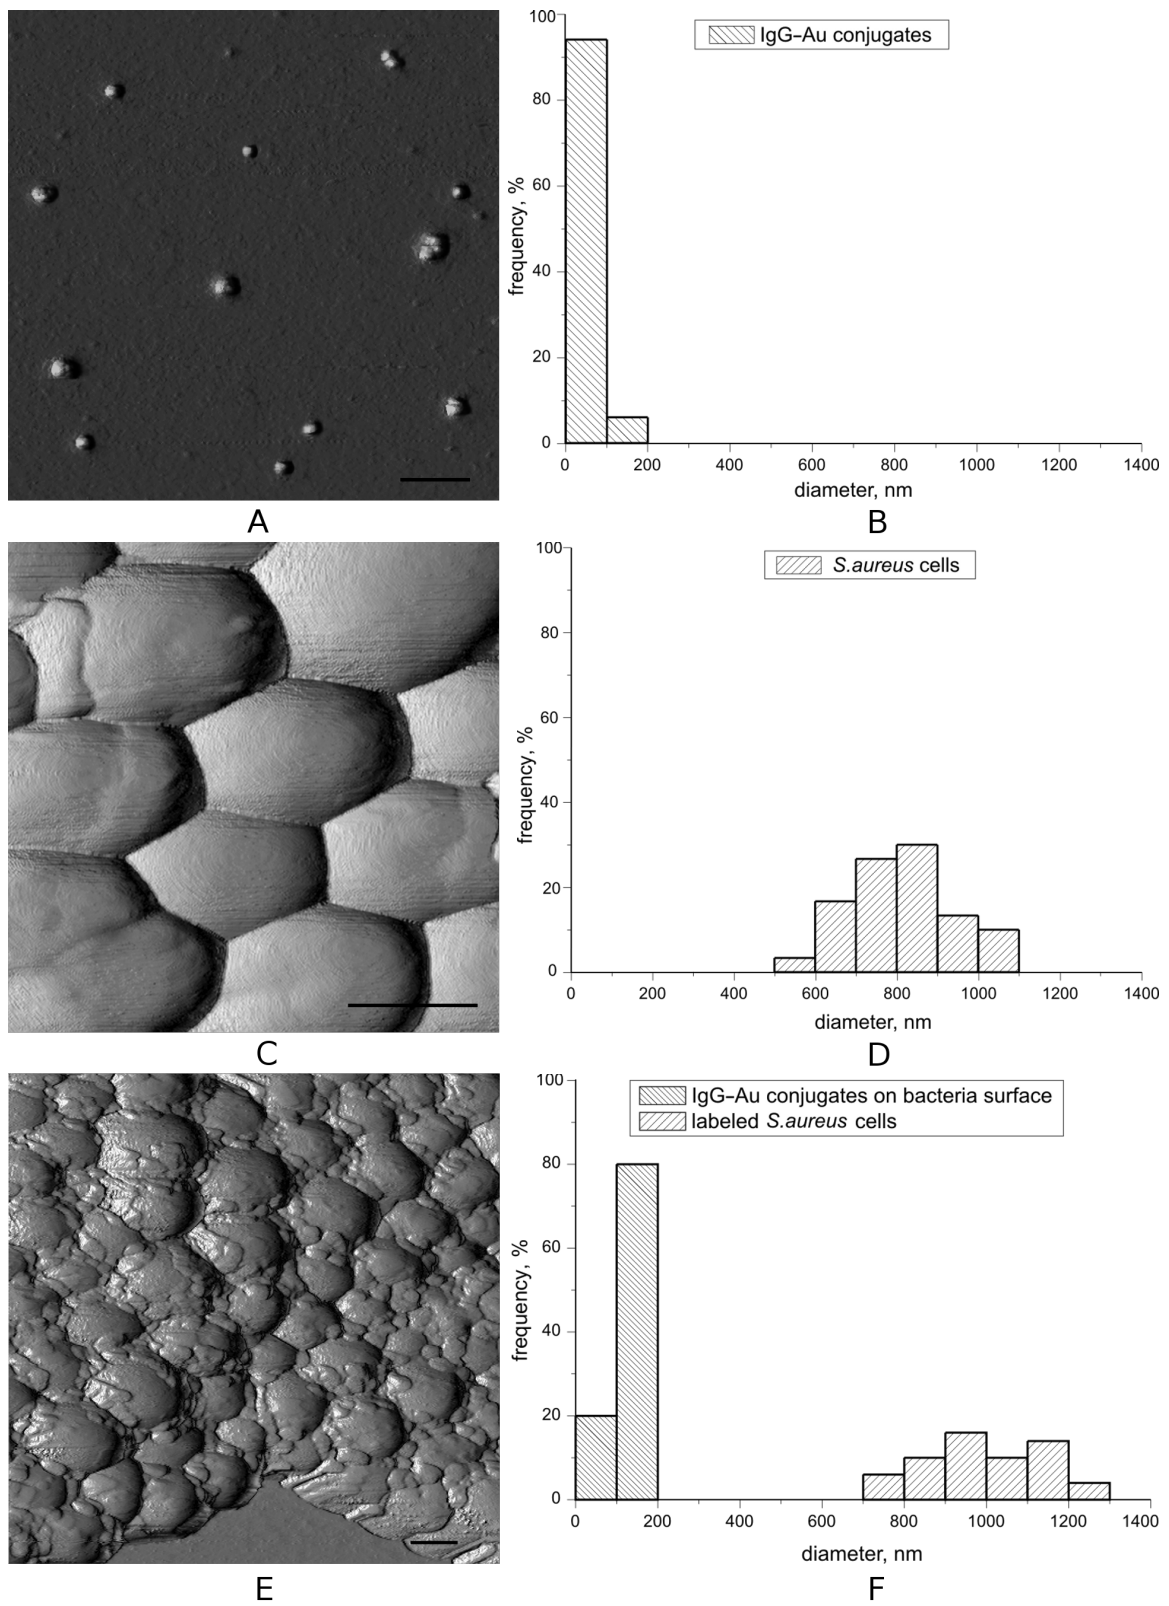 100
IgG–Au conjugates
80
60
40
20
0
frequency, %
0 200 400 600 800 1000 1200 1400
diameter, nm
A
B
100
S.aureus cells
80
60
40
20
0
frequency, %
0 200 400 600 800 1000 1200 1400
diameter, nm
C
D
100
IgG–Au conjugates on bacteria surface
labeled S.aureus cells
80
60
40
20
0
frequency, %
0 200 400 600 800 1000 1200 1400
diameter, nm
E
F